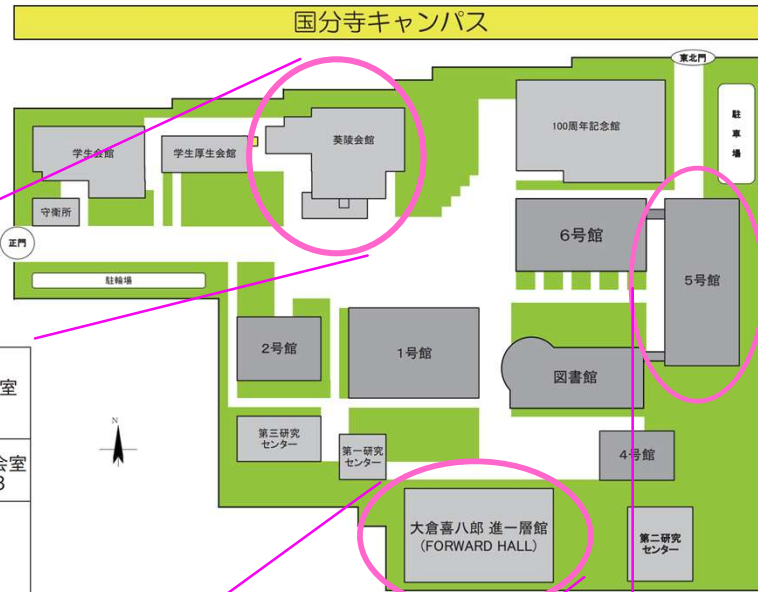 国分寺キャンパス
東北門
駐車場
100周年記念館
葵陵会館
学生会館
学生厚生会館
守衛所
正門
駐輪場
6号館
5号館
2号館
1号館
図書館
室
会室
3
N
第三研究
センター
第一研究
センター
4号館
大倉喜八郎 進一層館
(FORWARD HALL)
第二研究
センター